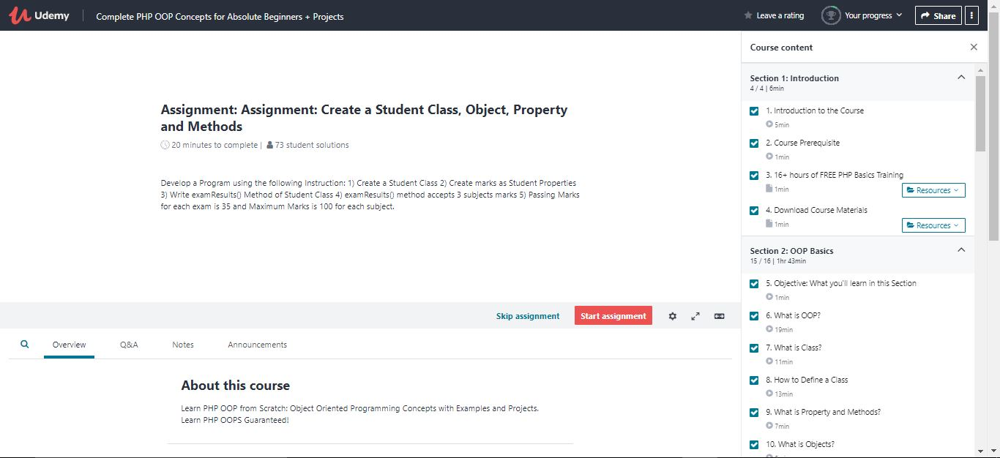 Udemy
Complete PHP OOP Concepts for Absolute Beginners + Projects
Leave a rating
Your progress
Share
Assignment: Assignment: Create a Student Class, Object, Property
and Methods
20 minutes to complete | 73 student solutions
Develop a Program using the following Instruction: 1) Create a Student Class 2) Create marks as Student Properties
3) Write examResults() Method of Student Class 4) examResults() method accepts 3 subjects marks 5) Passing Marks
for each exam is 35 and Maximum Marks is 100 for each subject.
Skip assignment
Start assignment
Overview
Q&A
Notes
Announcements
About this course
Learn PHP OOP from Scratch: Object Oriented Programming Concepts with Examples and Projects.
Learn PHP OOPS Guaranteed!
Course content
Section 1: Introduction
4 / 4 | 6min
1. Introduction to the Course
5min
2. Course Prerequisite
1min
3. 16+ hours of FREE PHP Basics Training
1min
Resources
4. Download Course Materials
1min
Resources
Section 2: OOP Basics
15 / 16 | 1hr 43min
5. Objective: What you'll learn in this Section
1min
6. What is OOP?
19min
7. What is Class?
11min
8. How to Define a Class
13min
9. What is Property and Methods?
7min
10. What is Objects?